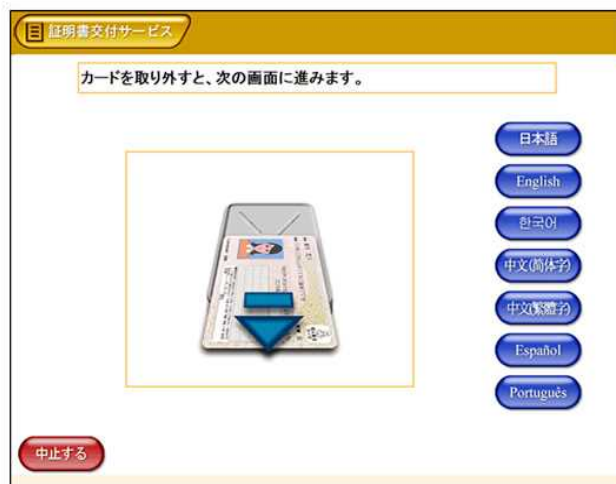 証明書交付サービス
カードを取り外すと、次の画面に進みます。
日本語
English
한국어
中文(简体字)
中文(繁體字)
Español
Português
中止する